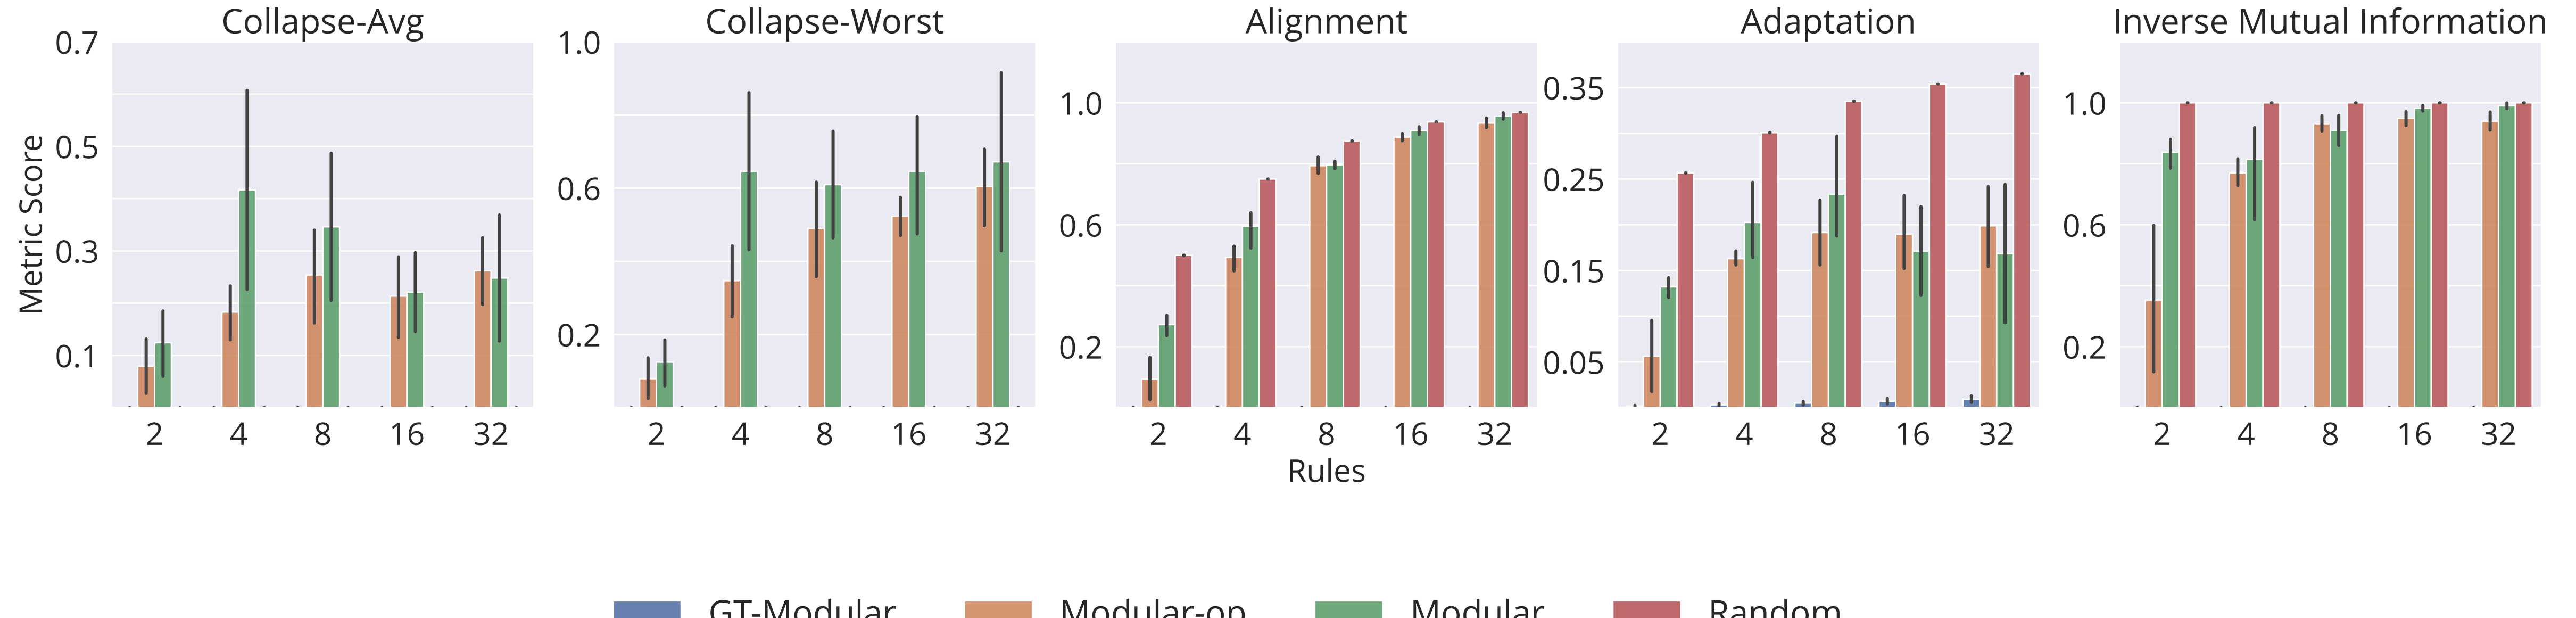 Collapse-Avg Collapse-Worst Alignment Adaptation Inverse Mutual Information
Metric Score
0.7
0.5
0.3
0.1
2 4 8 16 32
1.0
0.6
0.2
2 4 8 16 32
1.0
0.6
0.2
2 4 8 16 32
0.35
0.25
0.15
0.05
2 4 8 16 32
1.0
0.6
0.2
2 4 8 16 32
Rules
GT-Modular Modular-op Modular Random